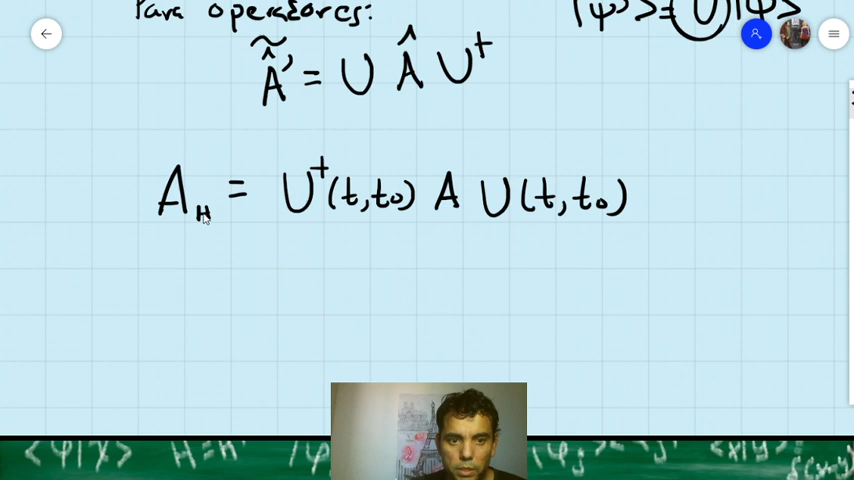 Para operadores:
|ψ'> = U|ψ>
Ẫ' = U Â U†
A_H = U†(t,t₀) A U(t,t₀)
<φ|χ>